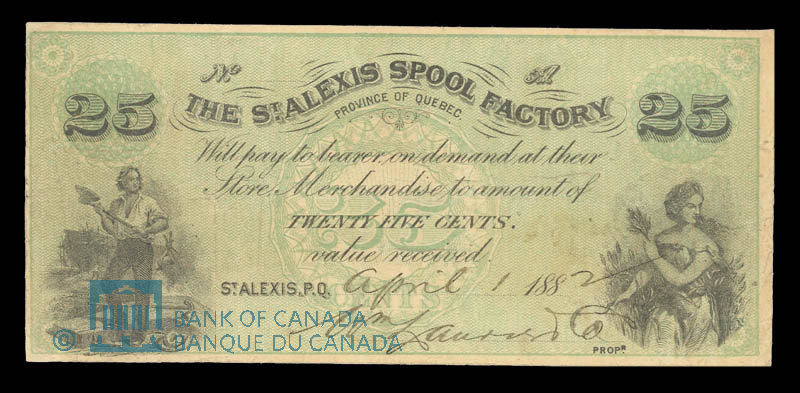 No A
THE ST. ALEXIS SPOOL FACTORY
PROVINCE OF QUEBEC.
25 25
Will pay to bearer, on demand at their
Store, Merchandise to amount of
TWENTY FIVE CENTS.
value received.
25
CENTS
ST. ALEXIS, P.Q. April 1 1882
PROPR
© BANK OF CANADA
BANQUE DU CANADA